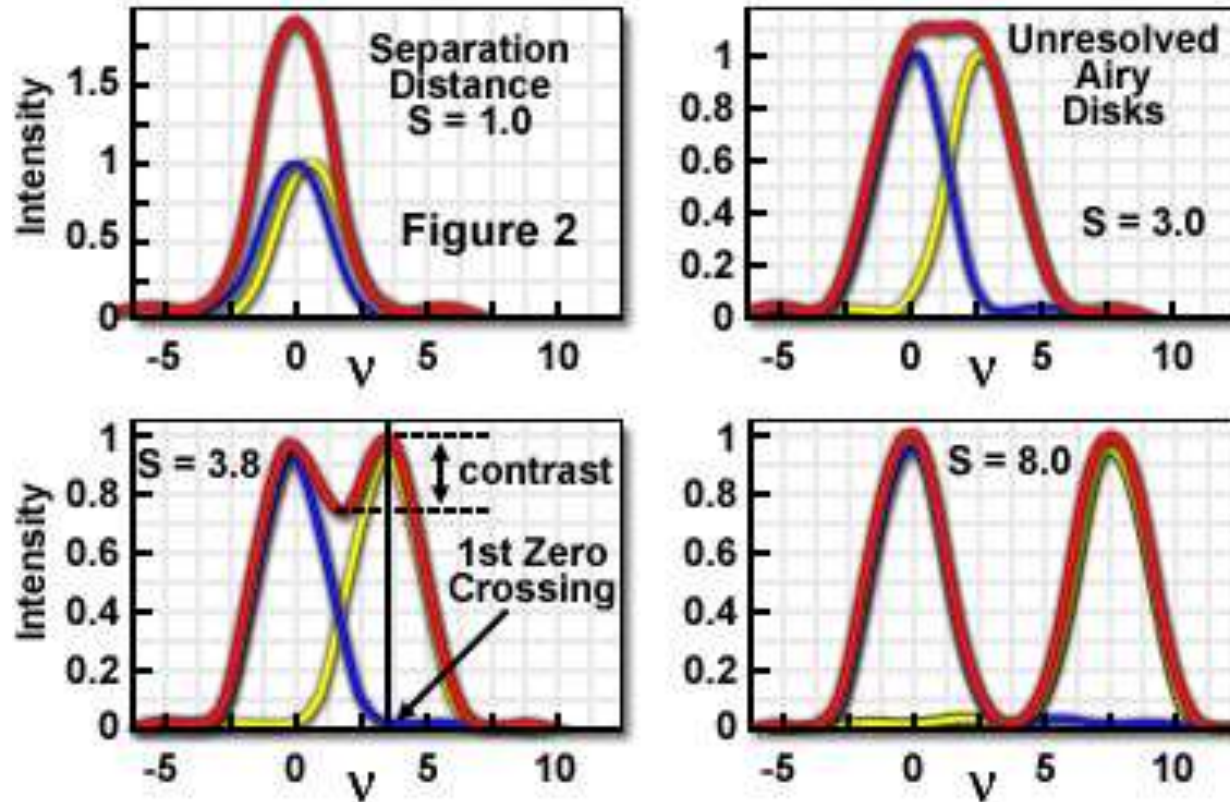 Intensity
1.5
1
0.5
0
-5 0 5 10
ν
Separation
Distance
S = 1.0
Figure 2
1
0.8
0.6
0.4
0.2
0
-5 0 5 10
ν
Unresolved
Airy
Disks
S = 3.0
Intensity
1
0.8
0.6
0.4
0.2
0
-5 0 5 10
ν
S = 3.8
contrast
1st Zero
Crossing
1
0.8
0.6
0.4
0.2
0
-5 0 5 10
ν
S = 8.0